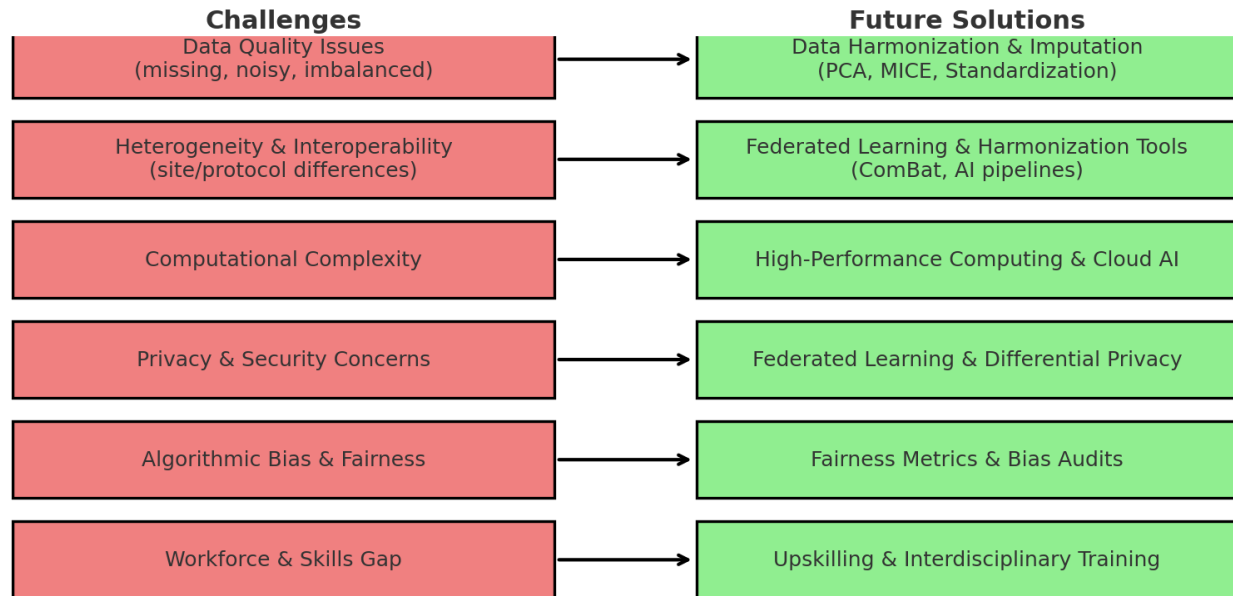 Challenges
Future Solutions
Data Quality Issues
(missing, noisy, imbalanced)
Data Harmonization & Imputation
(PCA, MICE, Standardization)
Heterogeneity & Interoperability
(site/protocol differences)
Federated Learning & Harmonization Tools
(ComBat, AI pipelines)
Computational Complexity
High-Performance Computing & Cloud AI
Privacy & Security Concerns
Federated Learning & Differential Privacy
Algorithmic Bias & Fairness
Fairness Metrics & Bias Audits
Workforce & Skills Gap
Upskilling & Interdisciplinary Training